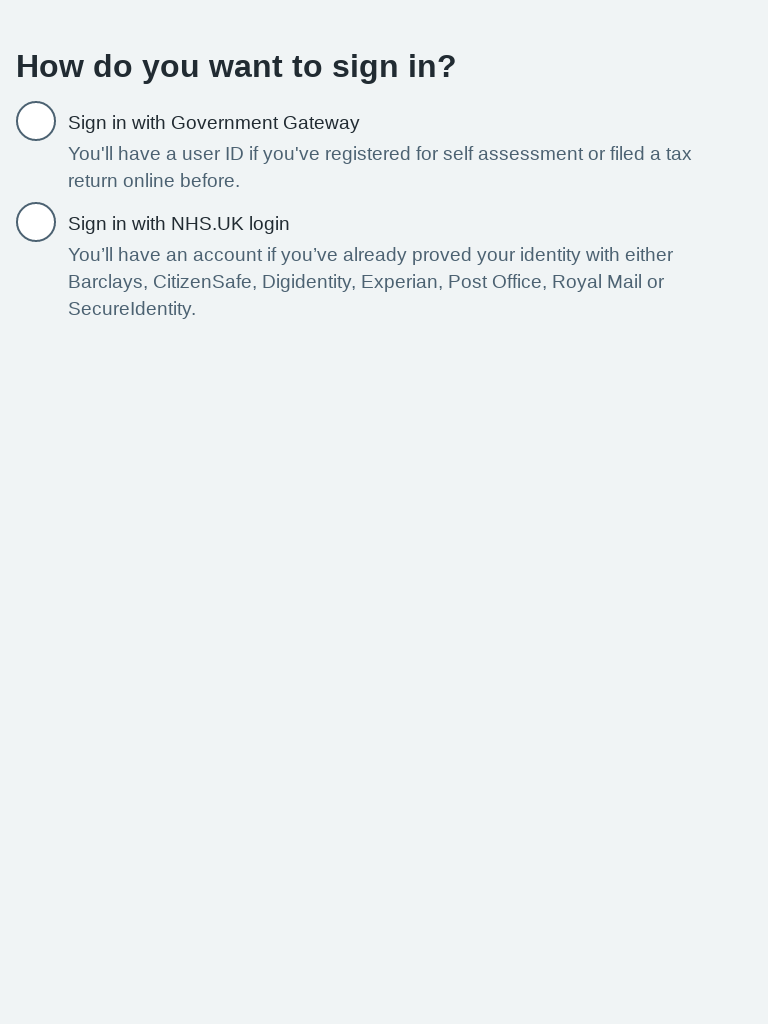 How do you want to sign in?
Sign in with Government Gateway
You'll have a user ID if you've registered for self assessment or filed a tax
return online before.
Sign in with NHS.UK login
You’ll have an account if you’ve already proved your identity with either
Barclays, CitizenSafe, Digidentity, Experian, Post Office, Royal Mail or
SecureIdentity.